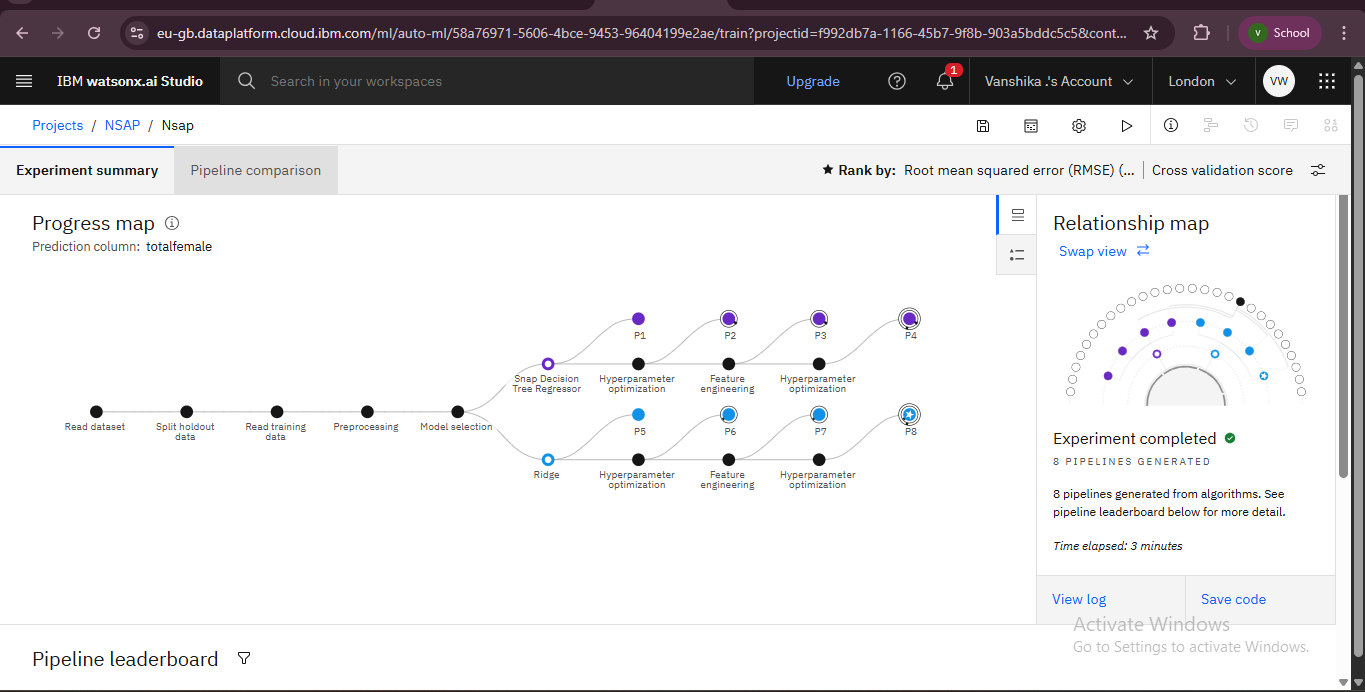 eu-gb.dataplatform.cloud.ibm.com/ml/auto-ml/58a76971-5606-4bce-9453-96404199e2ae/train?projectid=f992db7a-1166-45b7-9f8b-903a5bddc5c5&cont...
V School
IBM watsonx.ai Studio
Search in your workspaces
Upgrade
1
Vanshika .'s Account
London
VW
Projects / NSAP / Nsap
Experiment summary
Pipeline comparison
Rank by: Root mean squared error (RMSE) (...
Cross validation score
Progress map
Prediction column: totalfemale
P1
P2
P3
P4
Snap Decision
Tree Regressor
Hyperparameter
optimization
Feature
engineering
Hyperparameter
optimization
Read dataset
Split holdout
data
Read training
data
Preprocessing
Model selection
P5
P6
P7
P8
Ridge
Hyperparameter
optimization
Feature
engineering
Hyperparameter
optimization
Relationship map
Swap view
Experiment completed
8 PIPELINES GENERATED
8 pipelines generated from algorithms. See
pipeline leaderboard below for more detail.
Time elapsed: 3 minutes
View log
Save code
Activate Windows
Go to Settings to activate Windows.
Pipeline leaderboard